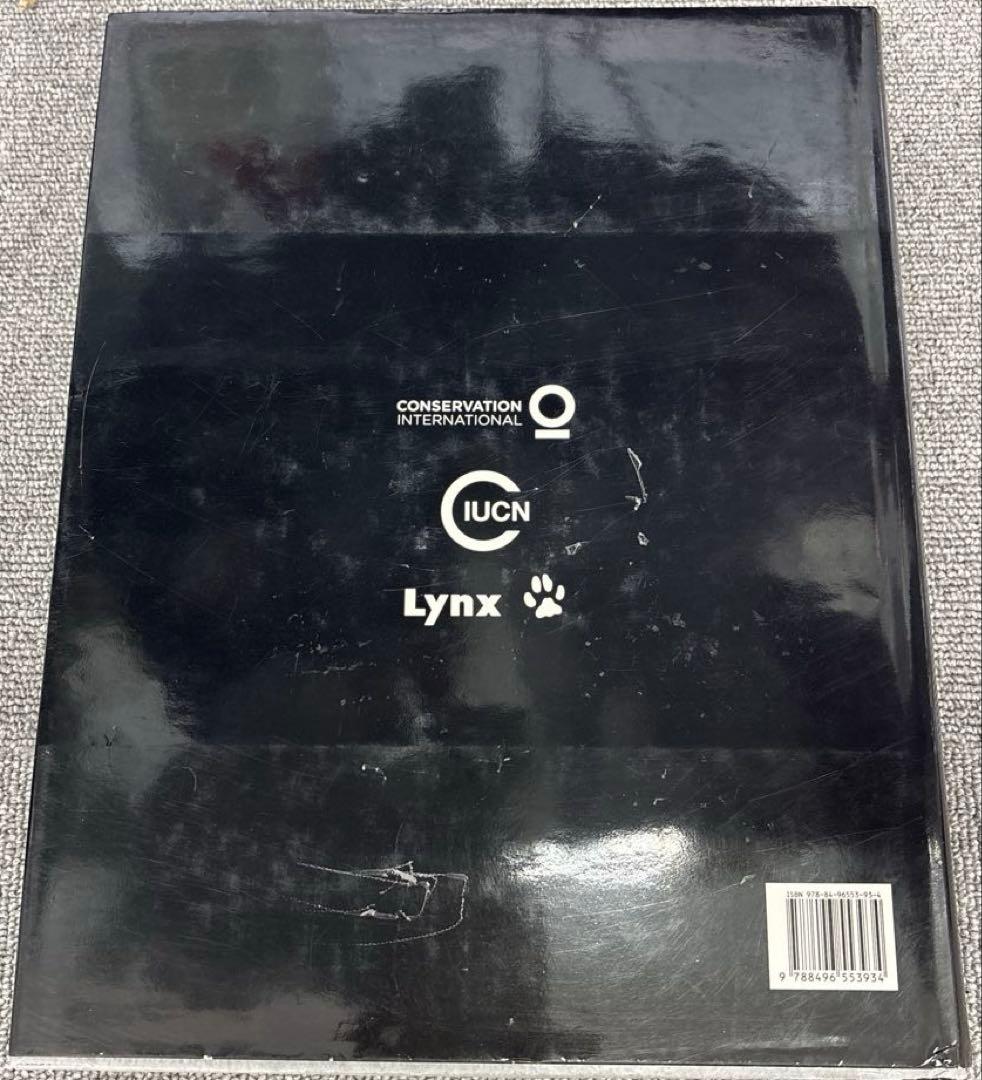 CONSERVATION
INTERNATIONAL
IUCN
Lynx
ISBN 978-84-96553-93-4
9 788496 553934